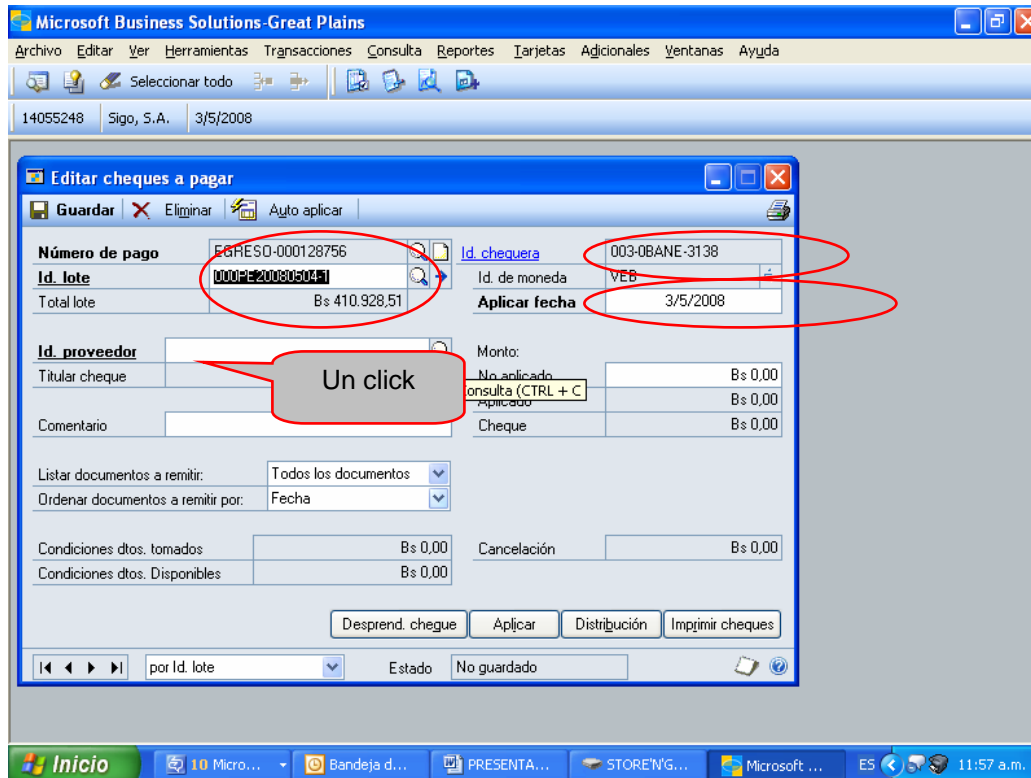 Microsoft Business Solutions-Great Plains
Archivo Editar Ver Herramientas Transacciones Consulta Reportes Tarjetas Adicionales Ventanas Ayuda
Seleccionar todo
14055248 Sigo, S.A. 3/5/2008
Editar cheques a pagar
Guardar Eliminar Auto aplicar
Número de pago EGRESO-000128756 Id. chequera 003-0BANE-3138
Id. lote 000PE20080504-1 Id. de moneda VEB
Total lote Bs 410.928,51 Aplicar fecha 3/5/2008
Id. proveedor Monto:
Titular cheque Un click No aplicado Bs 0,00
Consulta (CTRL + C
Aplicado Bs 0,00
Comentario Cheque Bs 0,00
Listar documentos a remitir: Todos los documentos
Ordenar documentos a remitir por: Fecha
Condiciones dtos. tomados Bs 0,00 Cancelación Bs 0,00
Condiciones dtos. Disponibles Bs 0,00
Desprend. cheque Aplicar Distribución Imprimir cheques
por Id. lote Estado No guardado
Inicio 10 Micro... Bandeja d... PRESENTA... STORE'N'G... Microsoft ... ES 11:57 a.m.